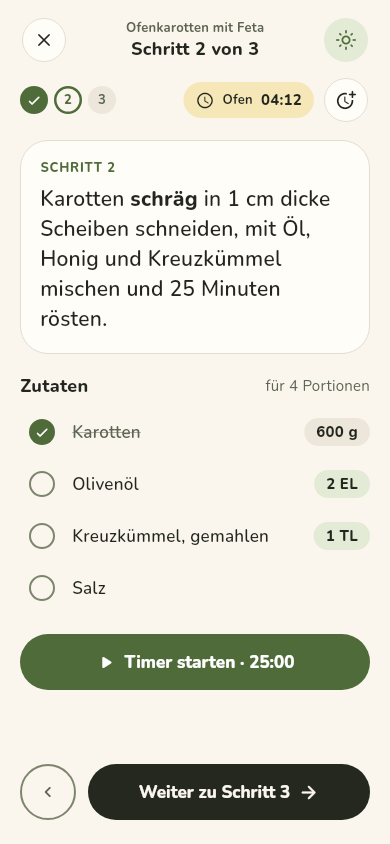 Ofenkarotten mit Feta
Schritt 2 von 3
2
3
Ofen 04:12
SCHRITT 2
Karotten schräg in 1 cm dicke
Scheiben schneiden, mit Öl,
Honig und Kreuzkümmel
mischen und 25 Minuten
rösten.
Zutaten
für 4 Portionen
Karotten
600 g
Olivenöl
2 EL
Kreuzkümmel, gemahlen
1 TL
Salz
Timer starten · 25:00
Weiter zu Schritt 3